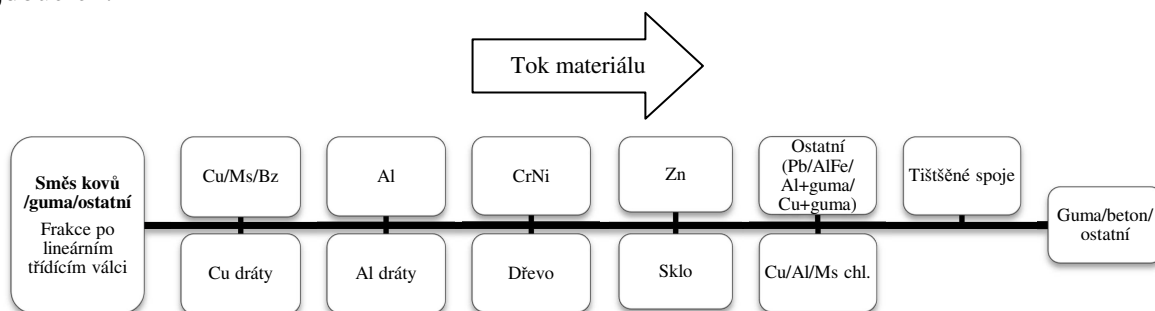 Tok materiálu
Směs kovů
/guma/ostatní
Frakce po
lineárním
třídícím válci
Cu/Ms/Bz
Al
CrNi
Zn
Ostatní
(Pb/AlFe/
Al+guma/
Cu+guma)
Tištšěné spoje
Cu dráty
Al dráty
Dřevo
Sklo
Cu/Al/Ms chl.
Guma/beton/
ostatní